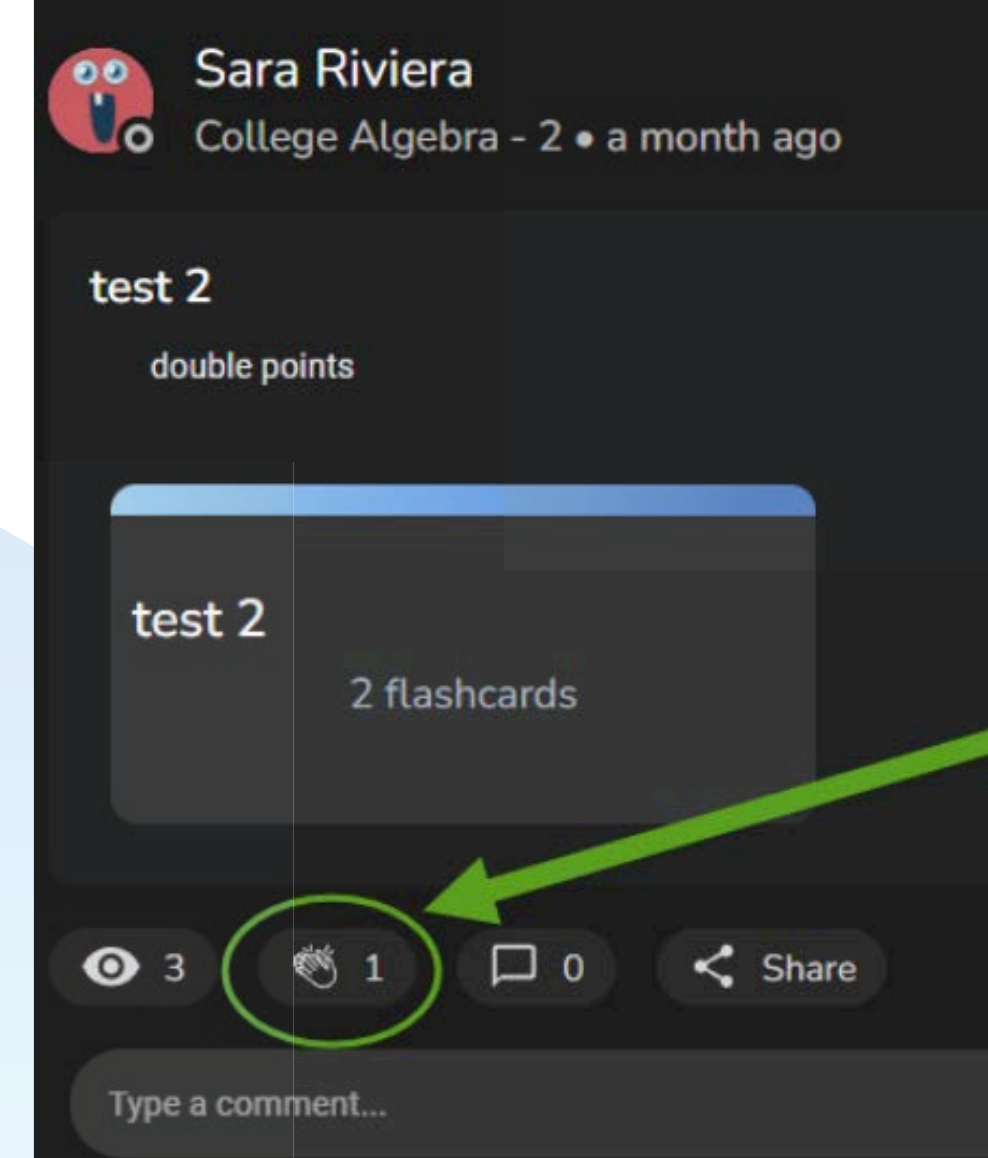 Sara Riviera
College Algebra - 2 • a month ago
test 2
double points
test 2
2 flashcards
3 1 0 Share
Type a comment...